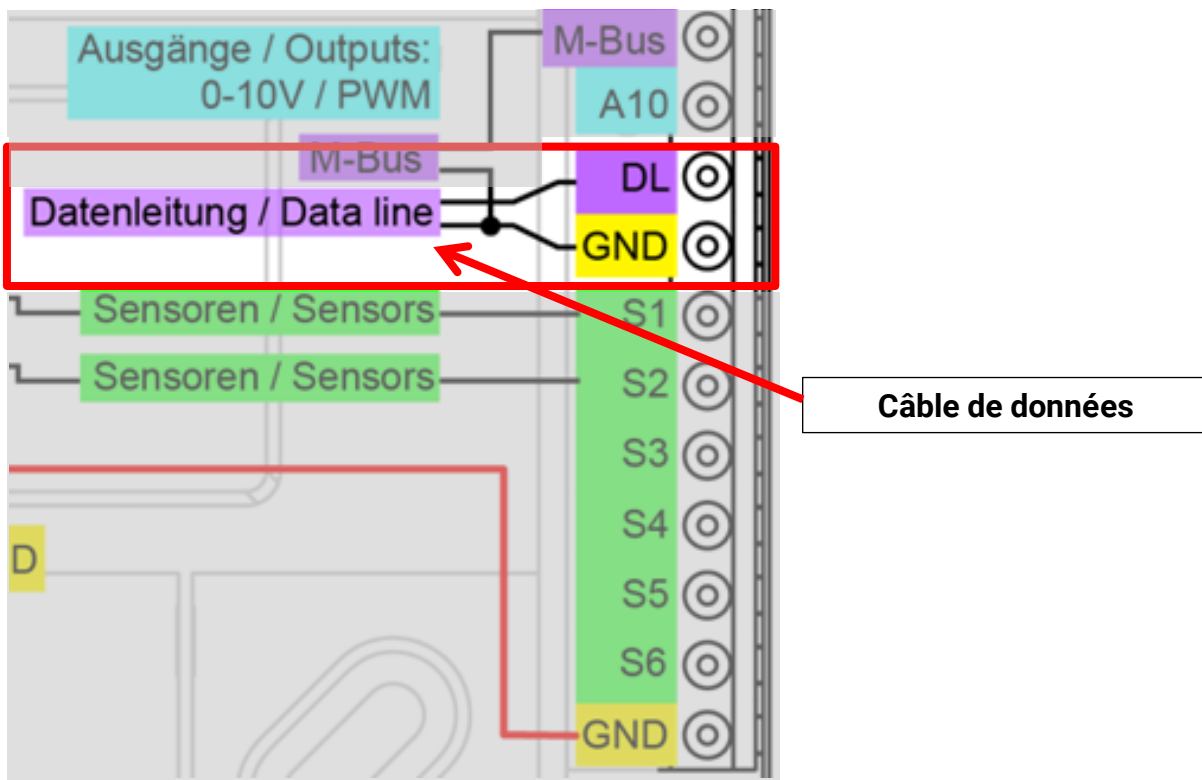 Ausgänge / Outputs:
0-10V / PWM
M-Bus
A10
M-Bus
DL
Datenleitung / Data line
GND
Sensoren / Sensors
S1
Sensoren / Sensors
S2
Câble de données
S3
S4
D
S5
S6
GND